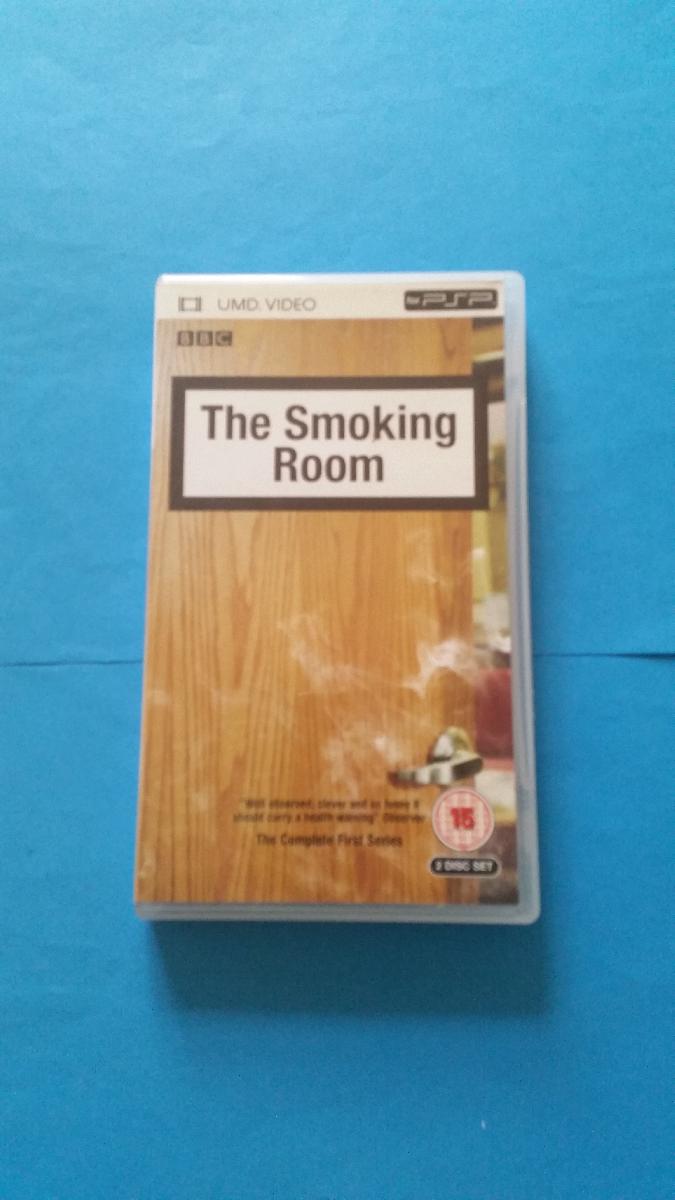 UMD. VIDEO
for PSP
BBC
The Smoking
Room
"Well observed, clever and so funny it
should carry a health warning" Observer
The Complete First Series
15
2 DISC SET